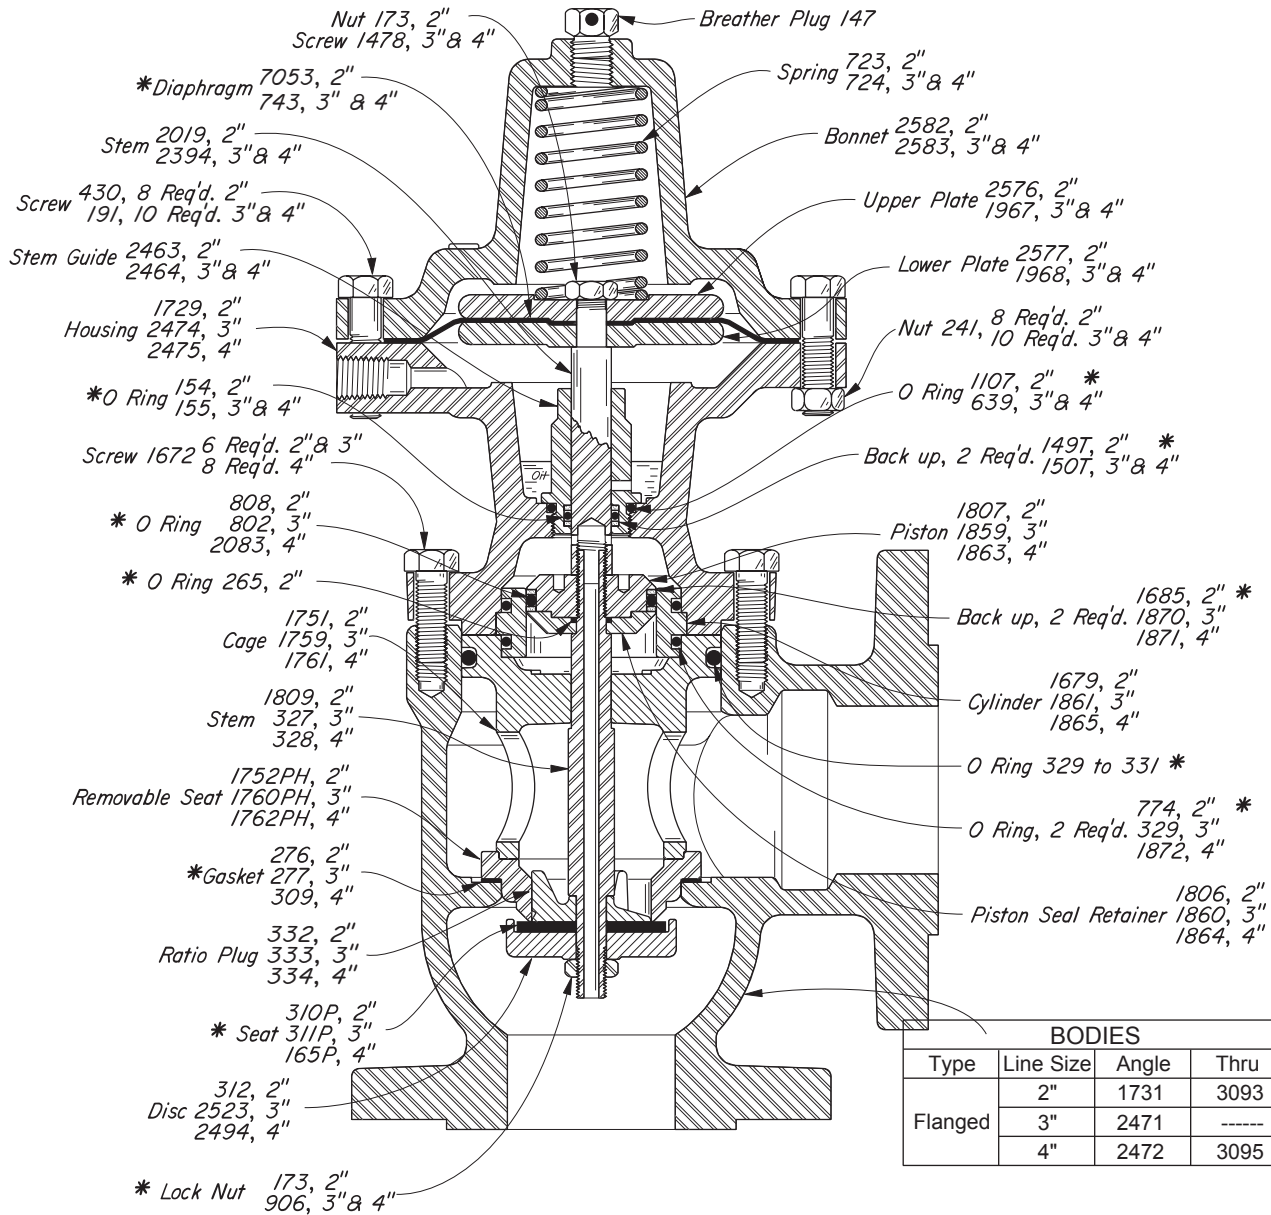 Nut 173, 2"
Screw 1478, 3"& 4"
Breather Plug 147
*Diaphragm 7053, 2"
743, 3" & 4"
Spring 723, 2"
724, 3"& 4"
Stem 2019, 2"
2394, 3"& 4"
Bonnet 2582, 2"
2583, 3"& 4"
Screw 430, 8 Req'd. 2"
191, 10 Req'd. 3"& 4"
Upper Plate 2576, 2"
1967, 3"& 4"
Stem Guide 2463, 2"
2464, 3"& 4"
Lower Plate 2577, 2"
1968, 3"& 4"
1729, 2"
Housing 2474, 3"
2475, 4"
Nut 241, 8 Req'd. 2"
10 Req'd. 3"& 4"
*O Ring 154, 2"
155, 3"& 4"
O Ring 1107, 2" *
639, 3"& 4"
Screw 1672 6 Req'd. 2"& 3"
8 Req'd. 4"
Back up, 2 Req'd. 149T, 2" *
150T, 3"& 4"
Oil
808, 2"
* O Ring 802, 3"
2083, 4"
1807, 2"
Piston 1859, 3"
1863, 4"
* O Ring 265, 2"
1685, 2" *
Back up, 2 Req'd. 1870, 3"
1871, 4"
1751, 2"
Cage 1759, 3"
1761, 4"
1679, 2"
Cylinder 1861, 3"
1865, 4"
1809, 2"
Stem 327, 3"
328, 4"
O Ring 329 to 331 *
1752PH, 2"
Removable Seat 1760PH, 3"
1762PH, 4"
774, 2" *
O Ring, 2 Req'd. 329, 3"
1872, 4"
276, 2"
*Gasket 277, 3"
309, 4"
1806, 2"
Piston Seal Retainer 1860, 3"
1864, 4"
332, 2"
Ratio Plug 333, 3"
334, 4"
310P, 2"
* Seat 311P, 3"
165P, 4"
312, 2"
Disc 2523, 3"
2494, 4"
* Lock Nut 173, 2"
906, 3"& 4"
BODIES
Type Line Size Angle Thru
Flanged 2" 1731 3093
3" 2471 ------
4" 2472 3095